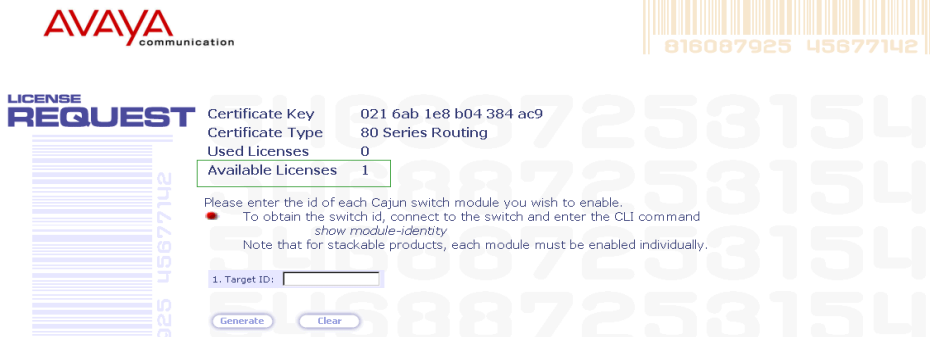 AVAYA
communication
816087925 45677142
LICENSE
REQUEST
Certificate Key 021 6ab 1e8 b04 384 ac9
Certificate Type 80 Series Routing
Used Licenses 0
Available Licenses 1
Please enter the id of each Cajun switch module you wish to enable.
To obtain the switch id, connect to the switch and enter the CLI command
show module-identity
Note that for stackable products, each module must be enabled individually.
1. Target ID:
Generate Clear